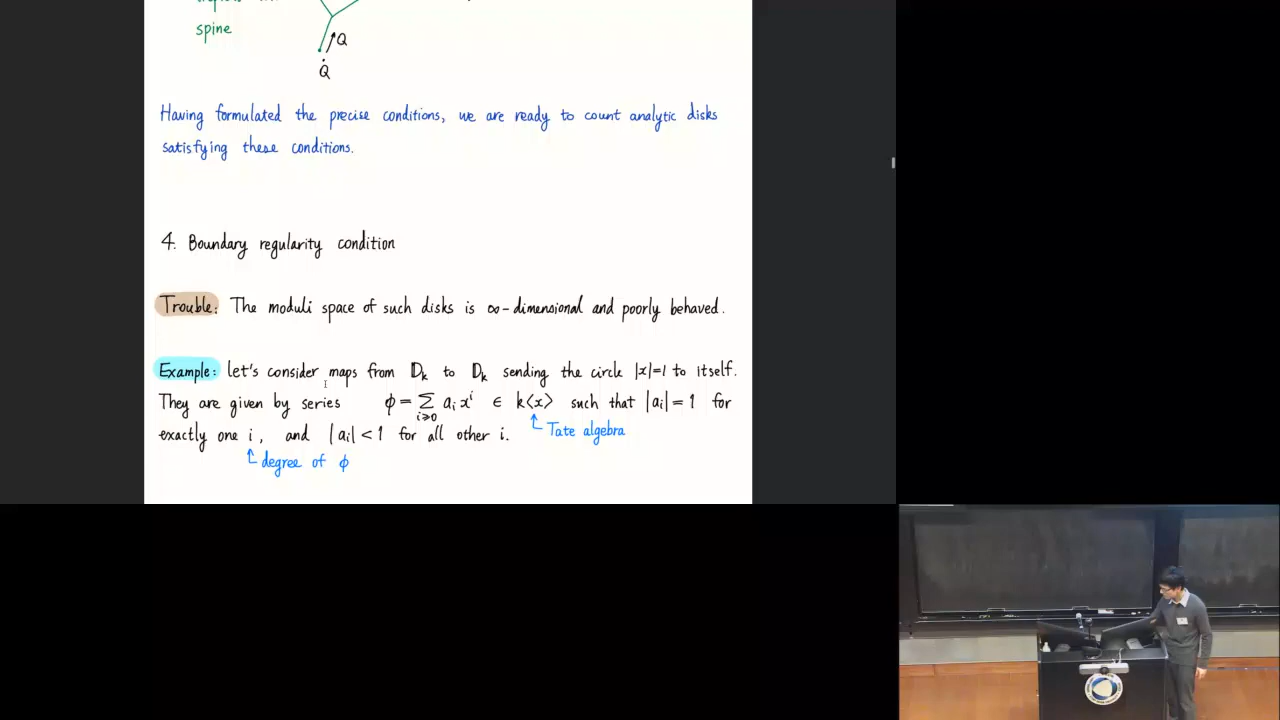 spine
Q
Q̇
Having formulated the precise conditions, we are ready to count analytic disks
satisfying these conditions.
4. Boundary regularity condition
Trouble: The moduli space of such disks is ∞-dimensional and poorly behaved.
Example: Let's consider maps from 𝔻ₖ to 𝔻ₖ sending the circle |x|=1 to itself.
They are given by series ϕ = ∑_{i⩾0} aᵢ xⁱ ∈ k⟨x⟩ such that |aᵢ| = 1 for
exactly one i, and |aᵢ| < 1 for all other i.
↑ Tate algebra
↑ degree of ϕ